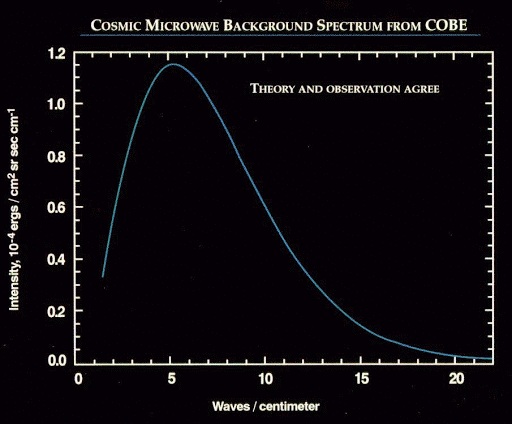 COSMIC MICROWAVE BACKGROUND SPECTRUM FROM COBE
THEORY AND OBSERVATION AGREE
Intensity, 10-4 ergs / cm2 sr sec cm-1
1.2
1.0
0.8
0.6
0.4
0.2
0.0
0 5 10 15 20
Waves / centimeter